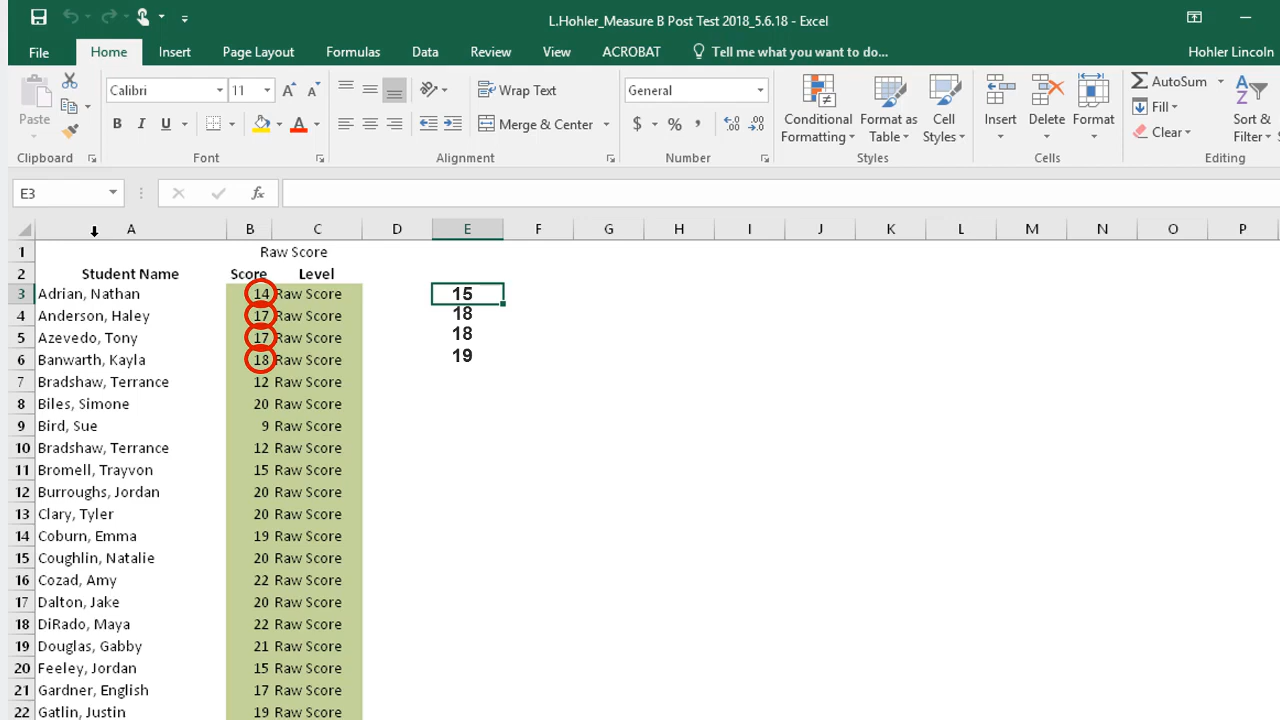 L.Hohler_Measure B Post Test 2018_5.6.18 - Excel
File Home Insert Page Layout Formulas Data Review View ACROBAT Tell me what you want to do... Hohler Lincoln
Paste
Calibri 11 A A
B I U A
Wrap Text
Merge & Center
General
$ % , .0 .00 .00 .0
Conditional Formatting
Format as Table
Cell Styles
Insert Delete Format
AutoSum
Fill
Clear
Sort & Filter
Clipboard Font Alignment Number Styles Cells Editing
E3 fx
A B C D E F G H I J K L M N O P
1 Raw Score
2 Student Name Score Level
3 Adrian, Nathan 14 Raw Score 15
4 Anderson, Haley 17 Raw Score 18
5 Azevedo, Tony 17 Raw Score 18
6 Banwarth, Kayla 18 Raw Score 19
7 Bradshaw, Terrance 12 Raw Score
8 Biles, Simone 20 Raw Score
9 Bird, Sue 9 Raw Score
10 Bradshaw, Terrance 12 Raw Score
11 Bromell, Trayvon 15 Raw Score
12 Burroughs, Jordan 20 Raw Score
13 Clary, Tyler 20 Raw Score
14 Coburn, Emma 19 Raw Score
15 Coughlin, Natalie 20 Raw Score
16 Cozad, Amy 22 Raw Score
17 Dalton, Jake 20 Raw Score
18 DiRado, Maya 22 Raw Score
19 Douglas, Gabby 21 Raw Score
20 Feeley, Jordan 15 Raw Score
21 Gardner, English 17 Raw Score
22 Gatlin, Justin 19 Raw Score